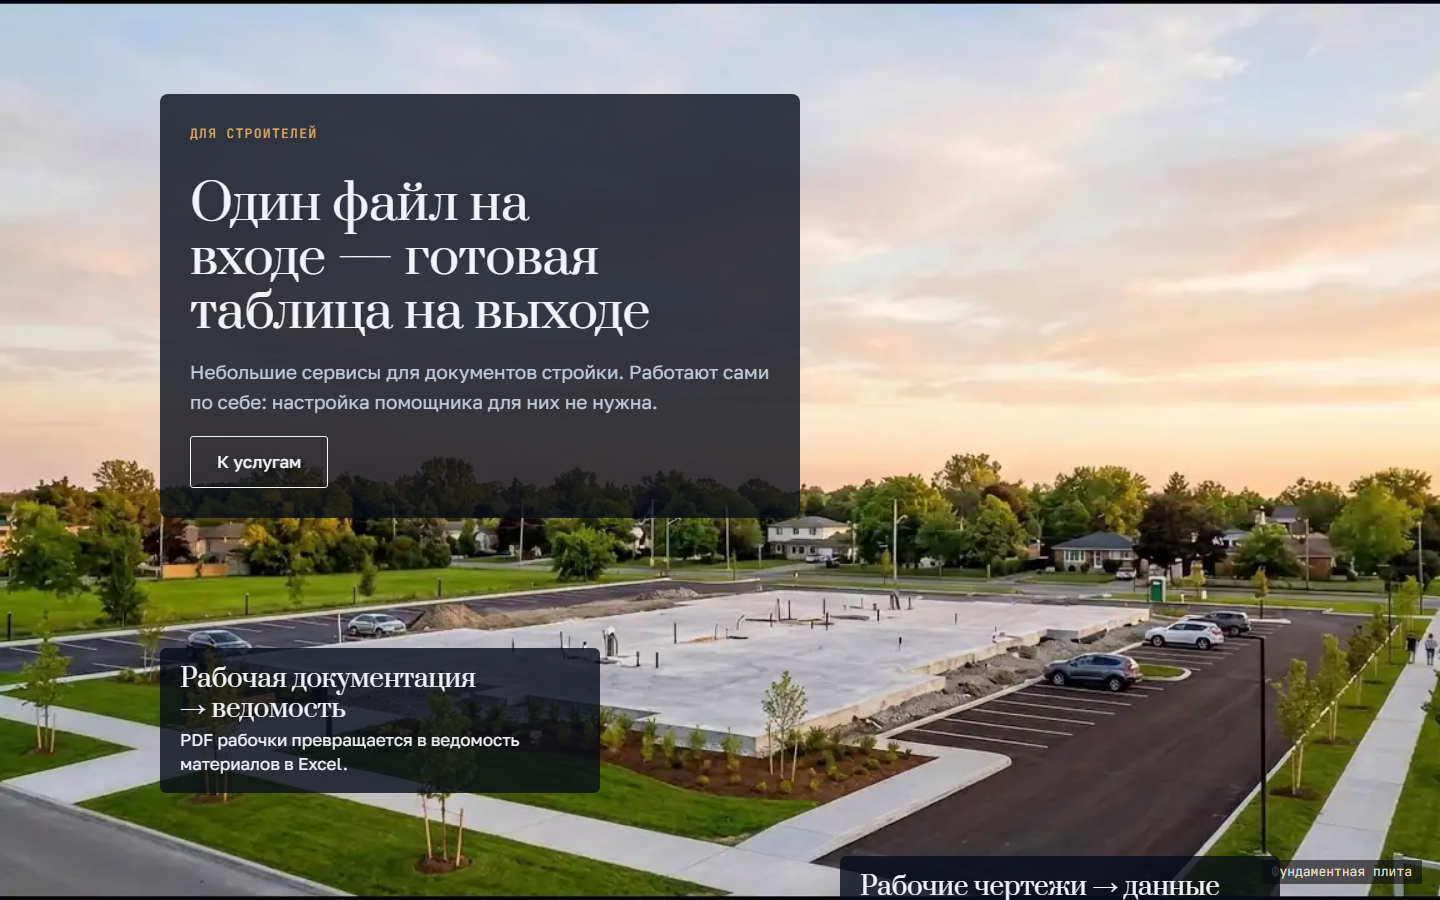 ДЛЯ СТРОИТЕЛЕЙ
Один файл на
входе — готовая
таблица на выходе
Небольшие сервисы для документов стройки. Работают сами
по себе: настройка помощника для них не нужна.
К услугам
Рабочая документация
→ ведомость
PDF рабочки превращается в ведомость
материалов в Excel.
Рабочие чертежи → данные
Фундаментная плита